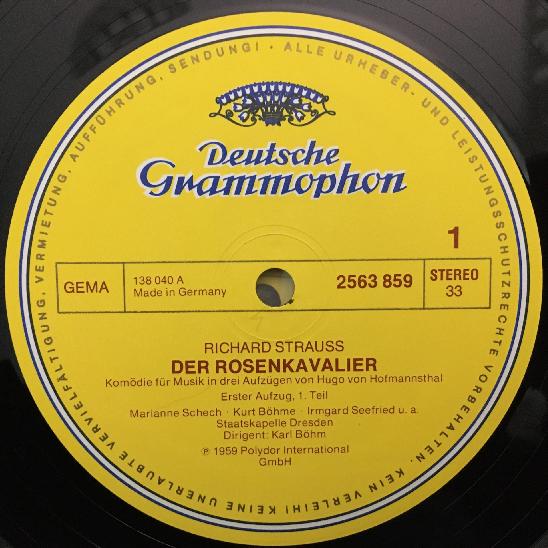 VERMIETUNG, AUFFÜHRUNG, SENDUNG! · ALLE URHEBER- UND LEISTUNGSSCHUTZRECHTE VORBEHALTEN. KEIN VERLEIH! KEINE UNERLAUBTE VERVIELFÄLTIGUNG,
Deutsche
Grammophon
1
GEMA
138 040 A
Made in Germany
2563 859
STEREO
33
RICHARD STRAUSS
DER ROSENKAVALIER
Komödie für Musik in drei Aufzügen von Hugo von Hofmannsthal
Erster Aufzug, 1. Teil
Marianne Schech · Kurt Böhme · Irmgard Seefried u. a.
Staatskapelle Dresden
Dirigent: Karl Böhm
℗ 1959 Polydor International
GmbH